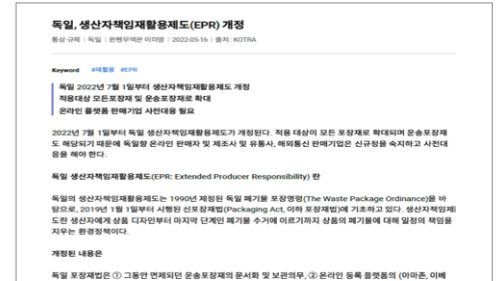 독일, 생산자책임재활용제도(EPR) 개정
통상·규제 | 독일 | 뮌헨무역관 이미영 | 2022-05-16 | 출처 : KOTRA
Keyword #재활용 #EPR
독일 2022년 7월 1일부터 생산자책임재활용제도 개정
적용대상 모든포장재 및 운송포장재로 확대
온라인 플랫폼 판매기업 사전대응 필요
2022년 7월 1일부터 독일 생산자책임재활용제도가 개정된다. 적용 대상이 모든 포장재로 확대되며 운송포장재
도 해당되기 때문에 독일향 온라인 판매자 및 제조사 및 유통사, 해외통신 판매기업은 신규정을 숙지하고 사전대
응을 해야 한다.
독일 생산자책임재활용제도(EPR: Extended Producer Responsibility) 란
독일의 생산자책임재활용제도는 1990년 제정된 독일 폐기물 포장명령(The Waste Package Ordinance)을 바
탕으로, 2019년 1월 1일부터 시행된 신포장재법(Packaging Act, 이하 포장재법)에 기초하고 있다. 생산자책임제
도란 생산자에게 상품 디자인부터 마지막 단계인 폐기물 수거에 이르기까지 상품의 폐기물에 대해 일정의 책임을
지우는 환경정책이다.
개정된 내용은
독일 포장재법은 ① 그동안 면제되던 운송포장재의 문서화 및 보관의무, ② 온라인 등록 플랫폼의 (아마존, 이베